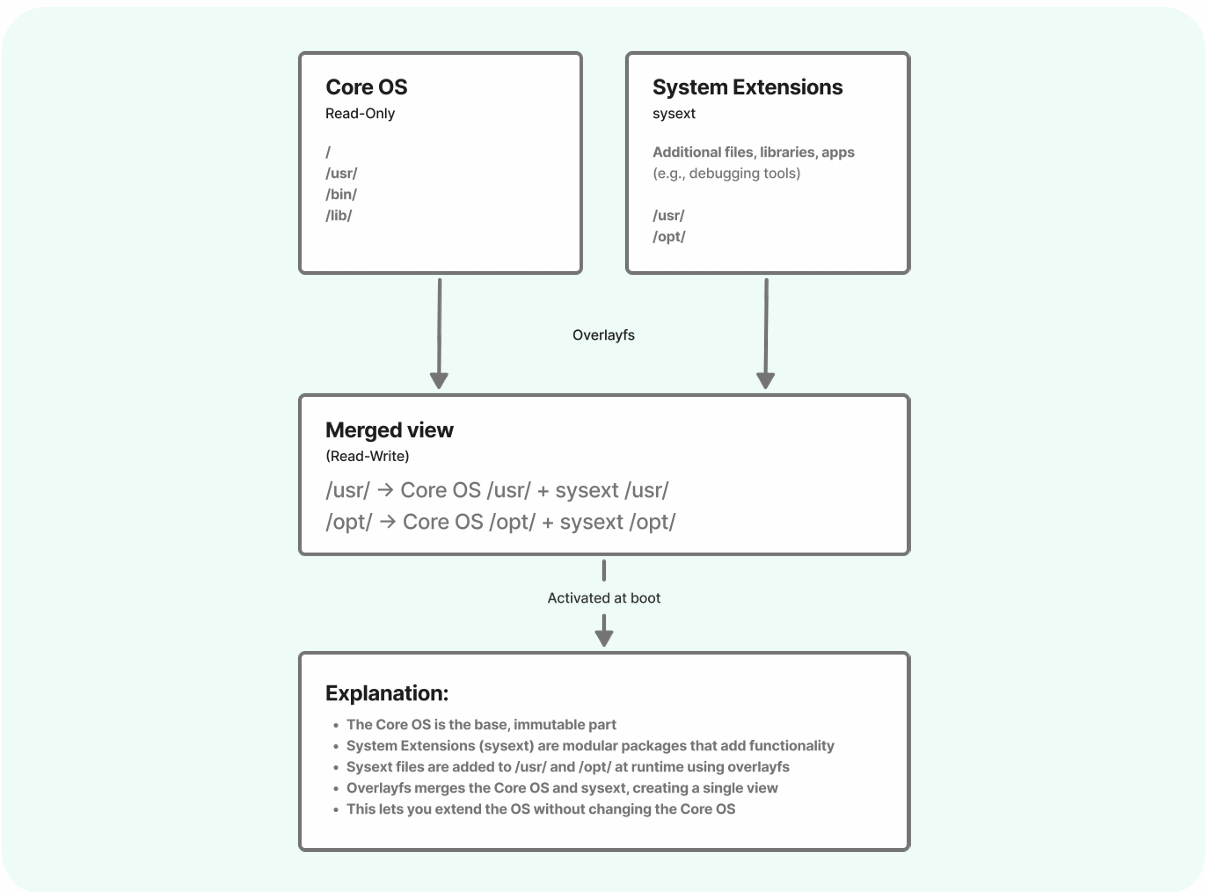 Core OS
Read-Only
/
/usr/
/bin/
/lib/
System Extensions
sysext
Additional files, libraries, apps
(e.g., debugging tools)
/usr/
/opt/
Overlayfs
Merged view
(Read-Write)
/usr/ → Core OS /usr/ + sysext /usr/
/opt/ → Core OS /opt/ + sysext /opt/
Activated at boot
Explanation:
• The Core OS is the base, immutable part
• System Extensions (sysext) are modular packages that add functionality
• Sysext files are added to /usr/ and /opt/ at runtime using overlayfs
• Overlayfs merges the Core OS and sysext, creating a single view
• This lets you extend the OS without changing the Core OS